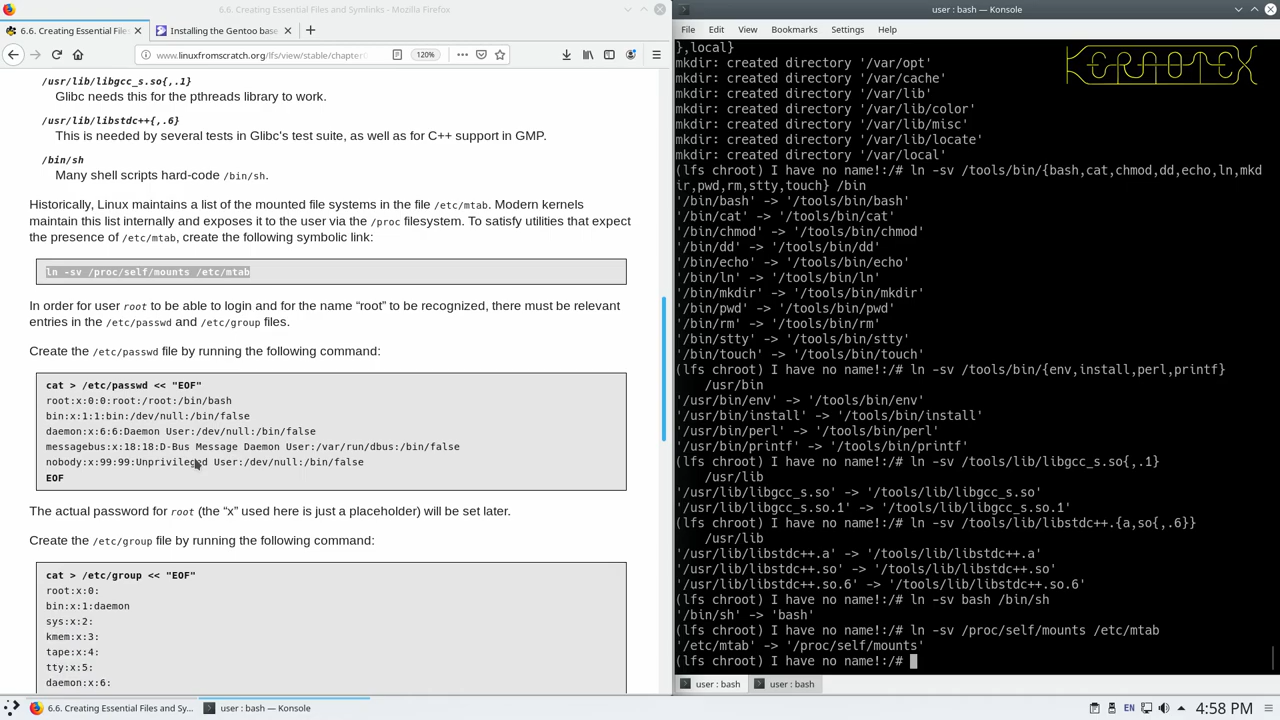 6.6. Creating Essential Files and Symlinks - Mozilla Firefox
6.6. Creating Essential File
Installing the Gentoo base
www.linuxfromscratch.org/lfs/view/stable/chapter0
120%
/usr/lib/libgcc_s.so{,.1}
Glibc needs this for the pthreads library to work.
/usr/lib/libstdc++{,.6}
This is needed by several tests in Glibc's test suite, as well as for C++ support in GMP.
/bin/sh
Many shell scripts hard-code /bin/sh.
Historically, Linux maintains a list of the mounted file systems in the file /etc/mtab. Modern kernels
maintain this list internally and exposes it to the user via the /proc filesystem. To satisfy utilities that expect
the presence of /etc/mtab, create the following symbolic link:
ln -sv /proc/self/mounts /etc/mtab
In order for user root to be able to login and for the name “root” to be recognized, there must be relevant
entries in the /etc/passwd and /etc/group files.
Create the /etc/passwd file by running the following command:
cat > /etc/passwd << "EOF"
root:x:0:0:root:/root:/bin/bash
bin:x:1:1:bin:/dev/null:/bin/false
daemon:x:6:6:Daemon User:/dev/null:/bin/false
messagebus:x:18:18:D-Bus Message Daemon User:/var/run/dbus:/bin/false
nobody:x:99:99:Unprivileged User:/dev/null:/bin/false
EOF
The actual password for root (the “x” used here is just a placeholder) will be set later.
Create the /etc/group file by running the following command:
cat > /etc/group << "EOF"
root:x:0:
bin:x:1:daemon
sys:x:2:
kmem:x:3:
tape:x:4:
tty:x:5:
daemon:x:6:
user : bash — Konsole
File Edit View Bookmarks Settings Help
KERAOTEX
},local}
mkdir: created directory '/var/opt'
mkdir: created directory '/var/cache'
mkdir: created directory '/var/lib'
mkdir: created directory '/var/lib/color'
mkdir: created directory '/var/lib/misc'
mkdir: created directory '/var/lib/locate'
mkdir: created directory '/var/local'
(lfs chroot) I have no name!:/# ln -sv /tools/bin/{bash,cat,chmod,dd,echo,ln,mkd
ir,pwd,rm,stty,touch} /bin
'/bin/bash' -> '/tools/bin/bash'
'/bin/cat' -> '/tools/bin/cat'
'/bin/chmod' -> '/tools/bin/chmod'
'/bin/dd' -> '/tools/bin/dd'
'/bin/echo' -> '/tools/bin/echo'
'/bin/ln' -> '/tools/bin/ln'
'/bin/mkdir' -> '/tools/bin/mkdir'
'/bin/pwd' -> '/tools/bin/pwd'
'/bin/rm' -> '/tools/bin/rm'
'/bin/stty' -> '/tools/bin/stty'
'/bin/touch' -> '/tools/bin/touch'
(lfs chroot) I have no name!:/# ln -sv /tools/bin/{env,install,perl,printf}
/usr/bin
'/usr/bin/env' -> '/tools/bin/env'
'/usr/bin/install' -> '/tools/bin/install'
'/usr/bin/perl' -> '/tools/bin/perl'
'/usr/bin/printf' -> '/tools/bin/printf'
(lfs chroot) I have no name!:/# ln -sv /tools/lib/libgcc_s.so{,.1}
/usr/lib
'/usr/lib/libgcc_s.so' -> '/tools/lib/libgcc_s.so'
'/usr/lib/libgcc_s.so.1' -> '/tools/lib/libgcc_s.so.1'
(lfs chroot) I have no name!:/# ln -sv /tools/lib/libstdc++.{a,so{,.6}}
/usr/lib
'/usr/lib/libstdc++.a' -> '/tools/lib/libstdc++.a'
'/usr/lib/libstdc++.so' -> '/tools/lib/libstdc++.so'
'/usr/lib/libstdc++.so.6' -> '/tools/lib/libstdc++.so.6'
(lfs chroot) I have no name!:/# ln -sv bash /bin/sh
'/bin/sh' -> 'bash'
(lfs chroot) I have no name!:/# ln -sv /proc/self/mounts /etc/mtab
'/etc/mtab' -> '/proc/self/mounts'
(lfs chroot) I have no name!:/#
user : bash
user : bash
6.6. Creating Essential Files and Sy...
user : bash — Konsole
EN
4:58 PM